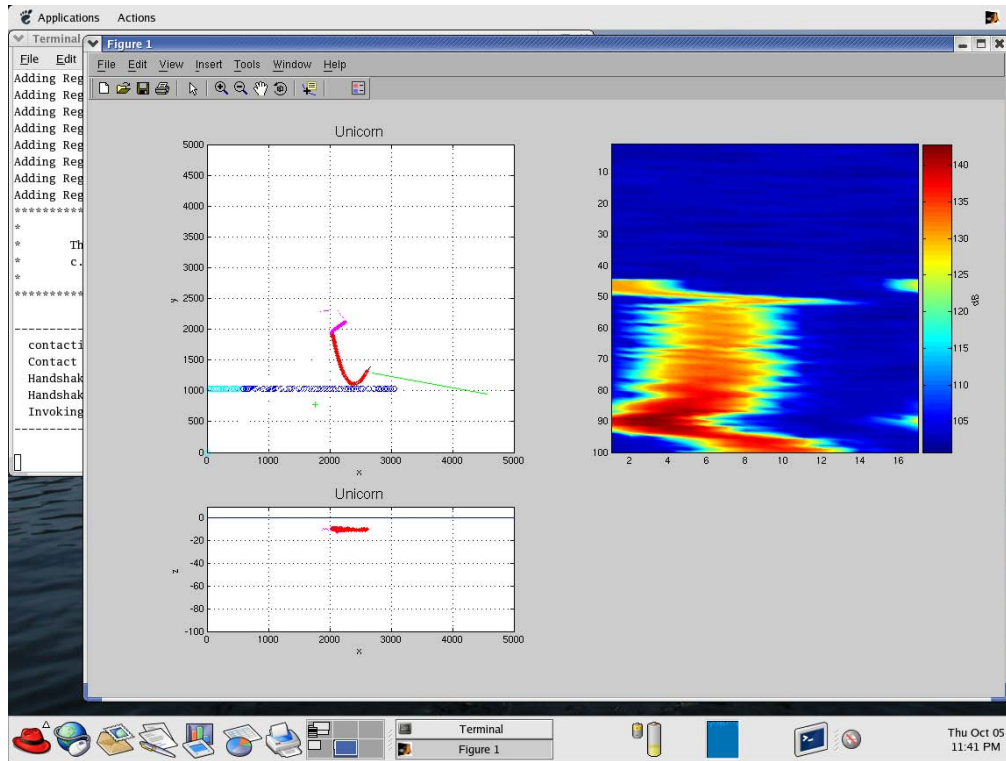 Applications Actions
Terminal
File Edit
Adding Reg
Adding Reg
Adding Reg
Adding Reg
Adding Reg
Adding Reg
Adding Reg
Adding Reg
***********
*
* Th
* c.
*
***********
-----------
contacti
Contact
Handshak
Handshak
Invoking
-----------
Figure 1
File Edit View Insert Tools Window Help
Unicorn
5000
4500
4000
3500
3000
2500
2000
1500
1000
500
0
y
0 1000 2000 3000 4000 5000
x
Unicorn
0
-20
-40
-60
-80
-100
z
0 1000 2000 3000 4000 5000
x
10
20
30
40
50
60
70
80
90
100
2 4 6 8 10 12 14 16
140
135
130
125
120
115
110
105
dB
Terminal
Figure 1
Thu Oct 05
11:41 PM